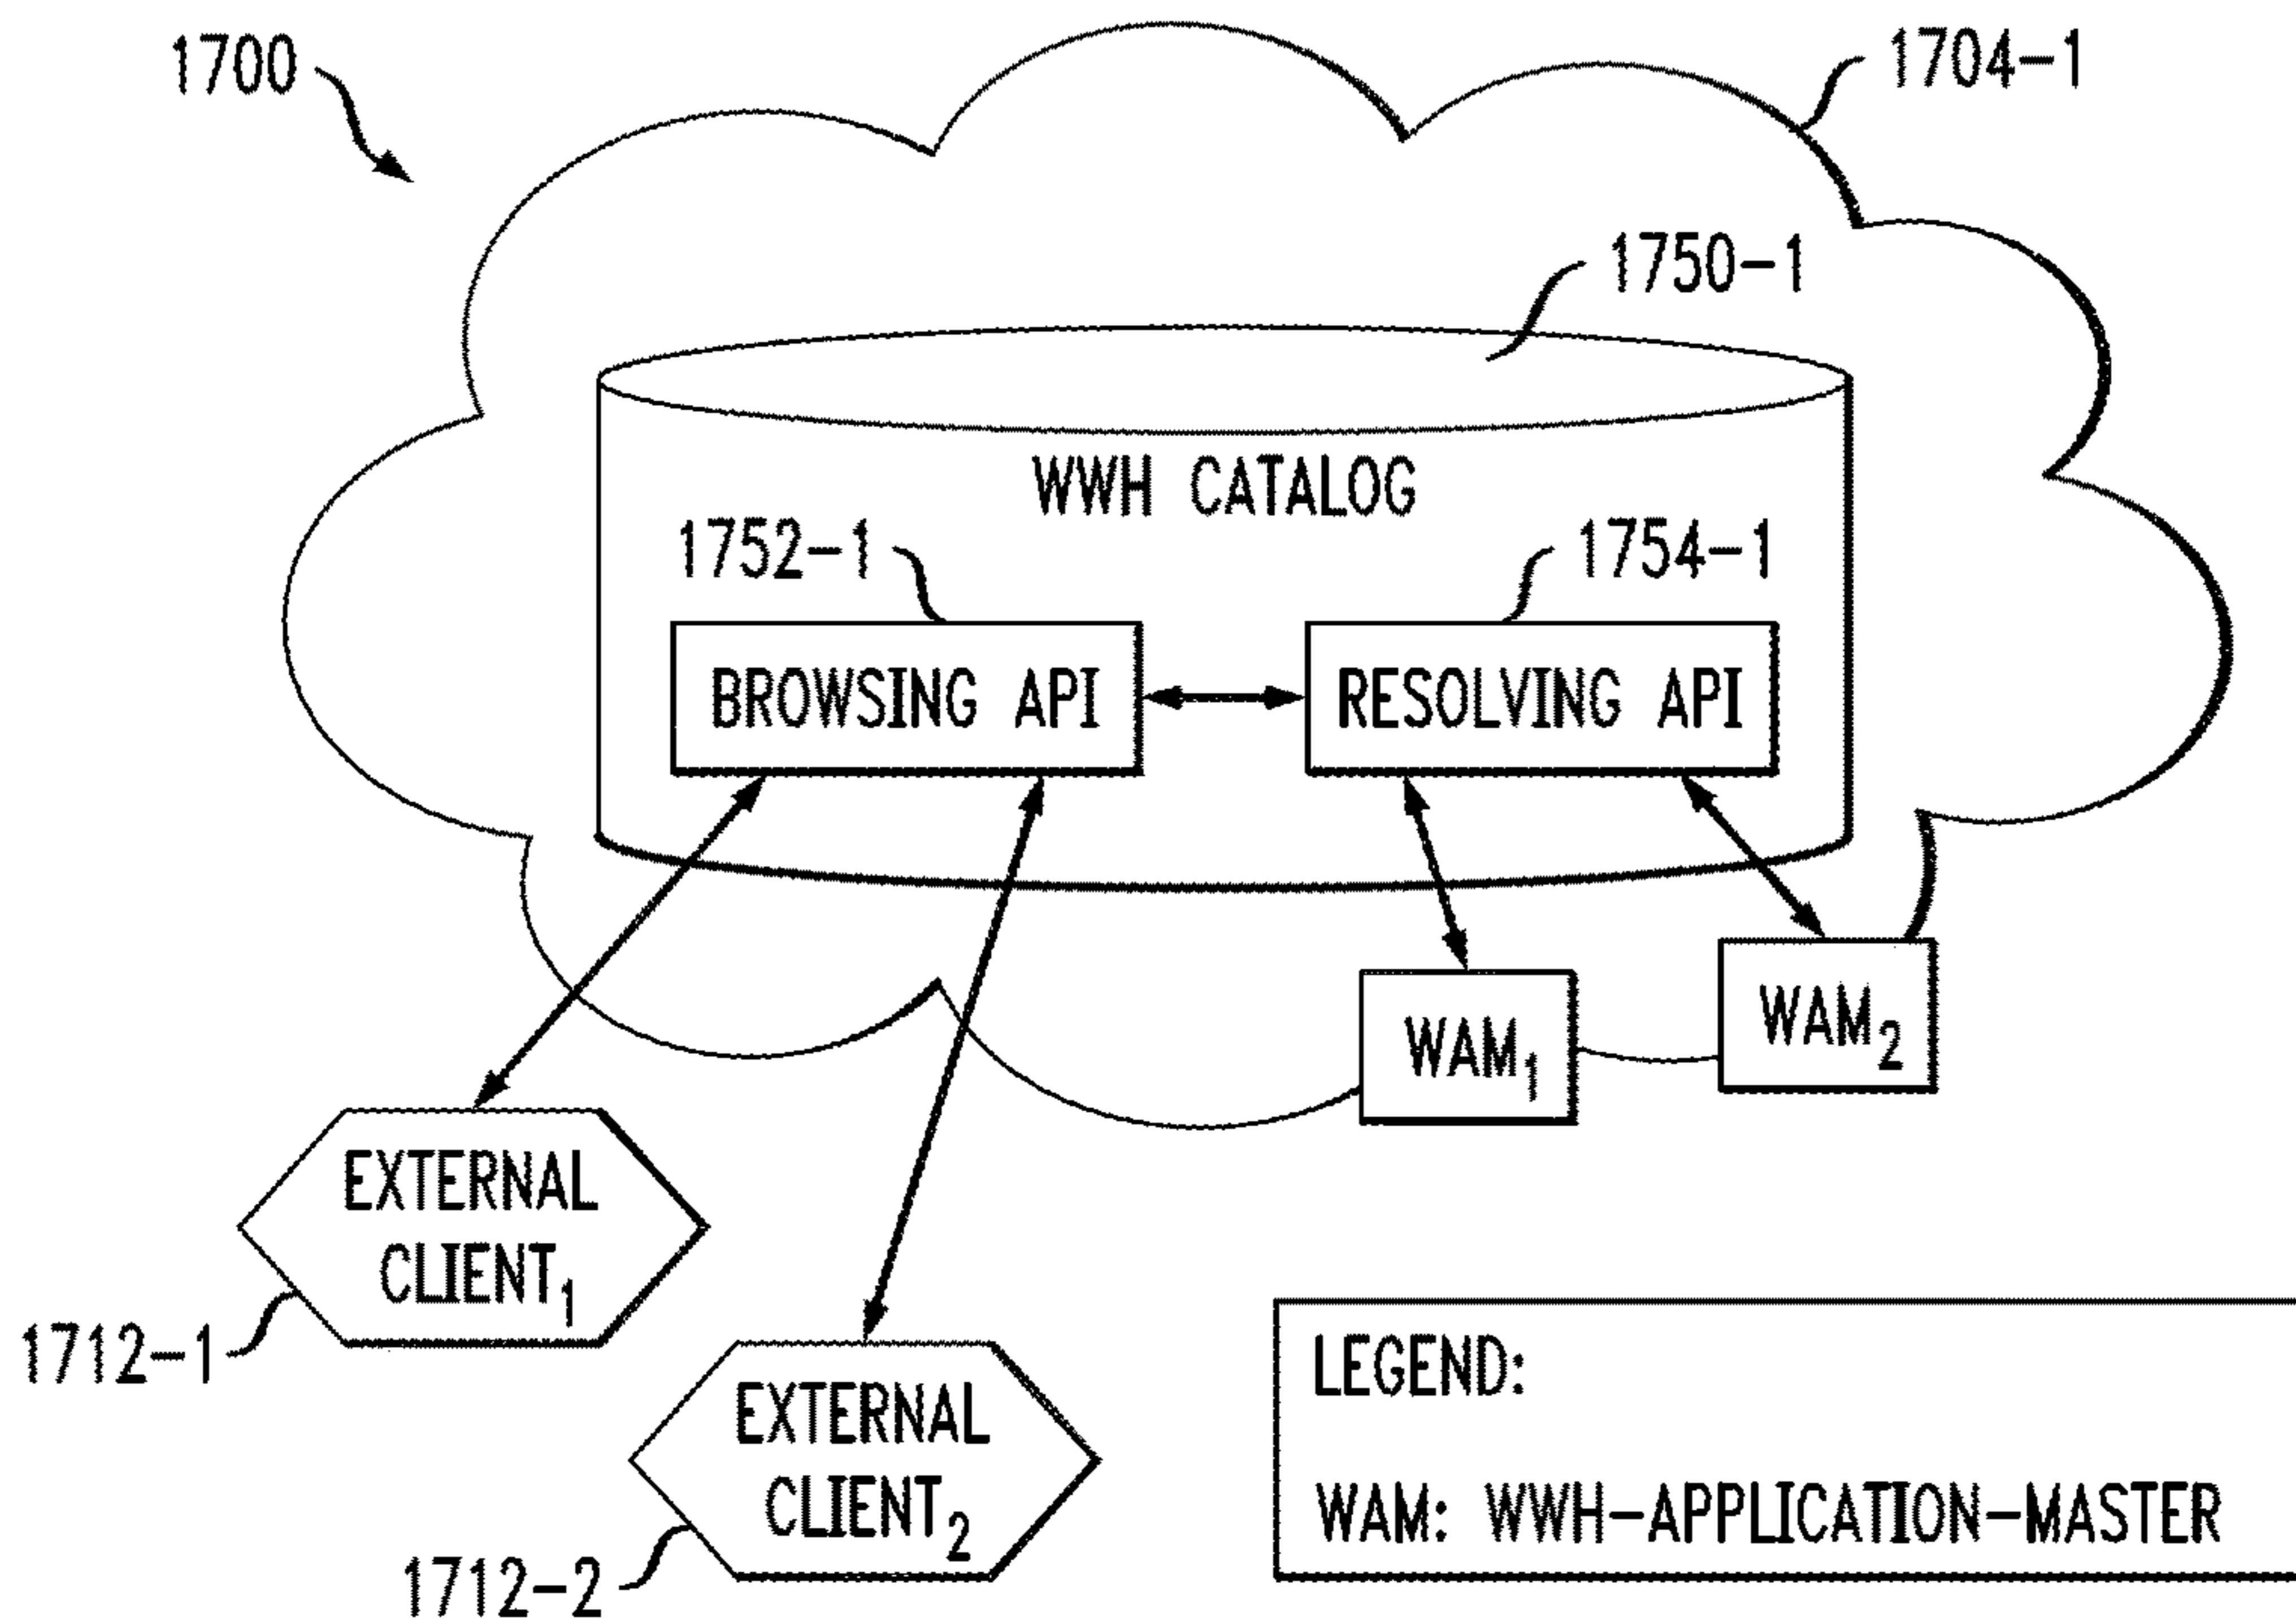 1700
1704-1
1750-1
WWH CATALOG
1752-1
1754-1
BROWSING API
RESOLVING API
WAM1
WAM2
EXTERNAL
CLIENT1
1712-1
EXTERNAL
CLIENT2
1712-2
LEGEND:
WAM: WWH-APPLICATION-MASTER